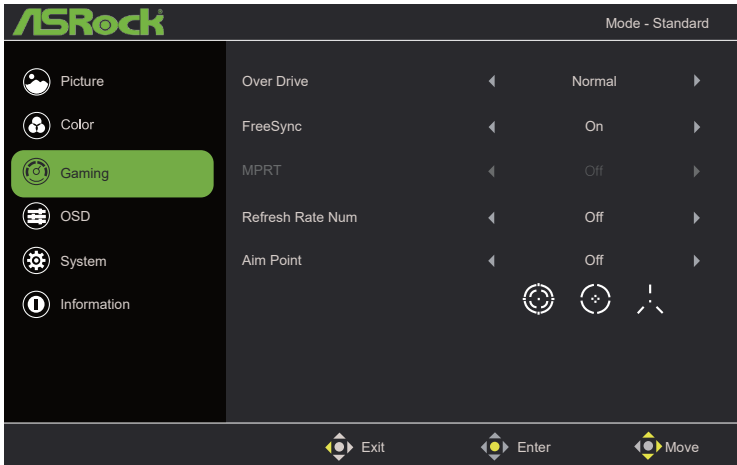 ASRock
Mode - Standard
Picture
Over Drive Normal
Color
FreeSync On
Gaming
MPRT Off
OSD
Refresh Rate Num Off
System
Aim Point Off
Information
Exit Enter Move